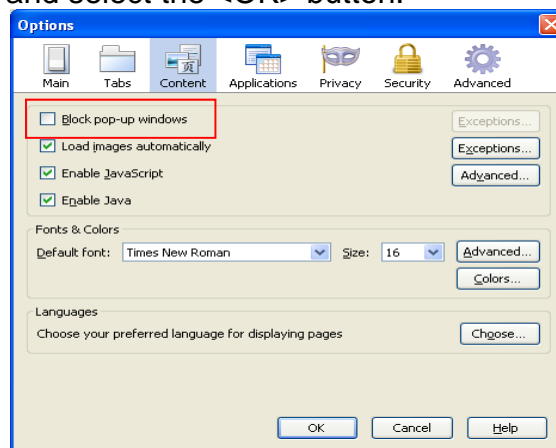 and select the <OK> button.
Options
Main Tabs Content Applications Privacy Security Advanced
页
Block pop-up windows Exceptions...
Load images automatically Exceptions...
Enable JavaScript Advanced...
Enable Java
Fonts & Colors
Default font: Times New Roman Size: 16 Advanced...
Colors...
Languages
Choose your preferred language for displaying pages Choose...
OK Cancel Help